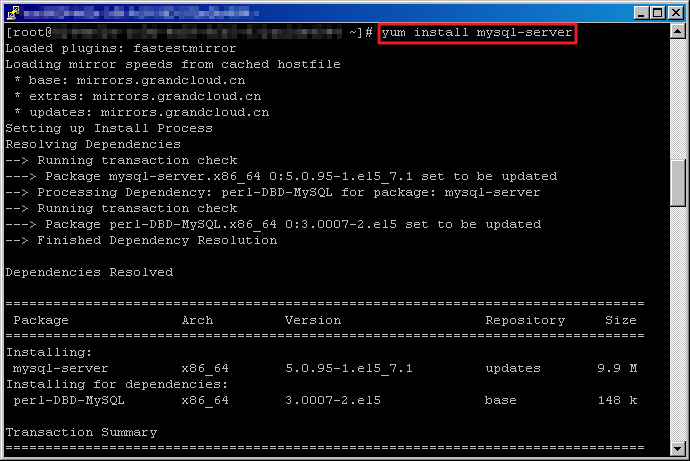 [root@ ~]# yum install mysql-server
Loaded plugins: fastestmirror
Loading mirror speeds from cached hostfile
 * base: mirrors.grandcloud.cn
 * extras: mirrors.grandcloud.cn
 * updates: mirrors.grandcloud.cn
Setting up Install Process
Resolving Dependencies
--> Running transaction check
---> Package mysql-server.x86_64 0:5.0.95-1.el5_7.1 set to be updated
--> Processing Dependency: perl-DBD-MySQL for package: mysql-server
--> Running transaction check
---> Package perl-DBD-MySQL.x86_64 0:3.0007-2.el5 set to be updated
--> Finished Dependency Resolution
Dependencies Resolved
================================================================================
 Package Arch Version Repository Size
================================================================================
Installing:
 mysql-server x86_64 5.0.95-1.el5_7.1 updates 9.9 M
Installing for dependencies:
 perl-DBD-MySQL x86_64 3.0007-2.el5 base 148 k
Transaction Summary
================================================================================